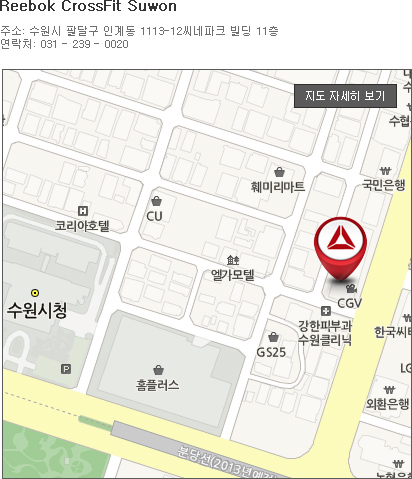 Reebok CrossFit Suwon
주소: 수원시 팔달구 인계동 1113-12씨네파크 빌딩 11층
연락처: 031 - 239 - 0020
지도 자세히 보기
수협
국민은행
훼미리마트
CU
코리아호텔
엘가모텔
수원시청
CGV
강한피부과
수원클리닉
한국씨티
GS25
홈플러스
P
외환은행
분당선(2013년
농협은행